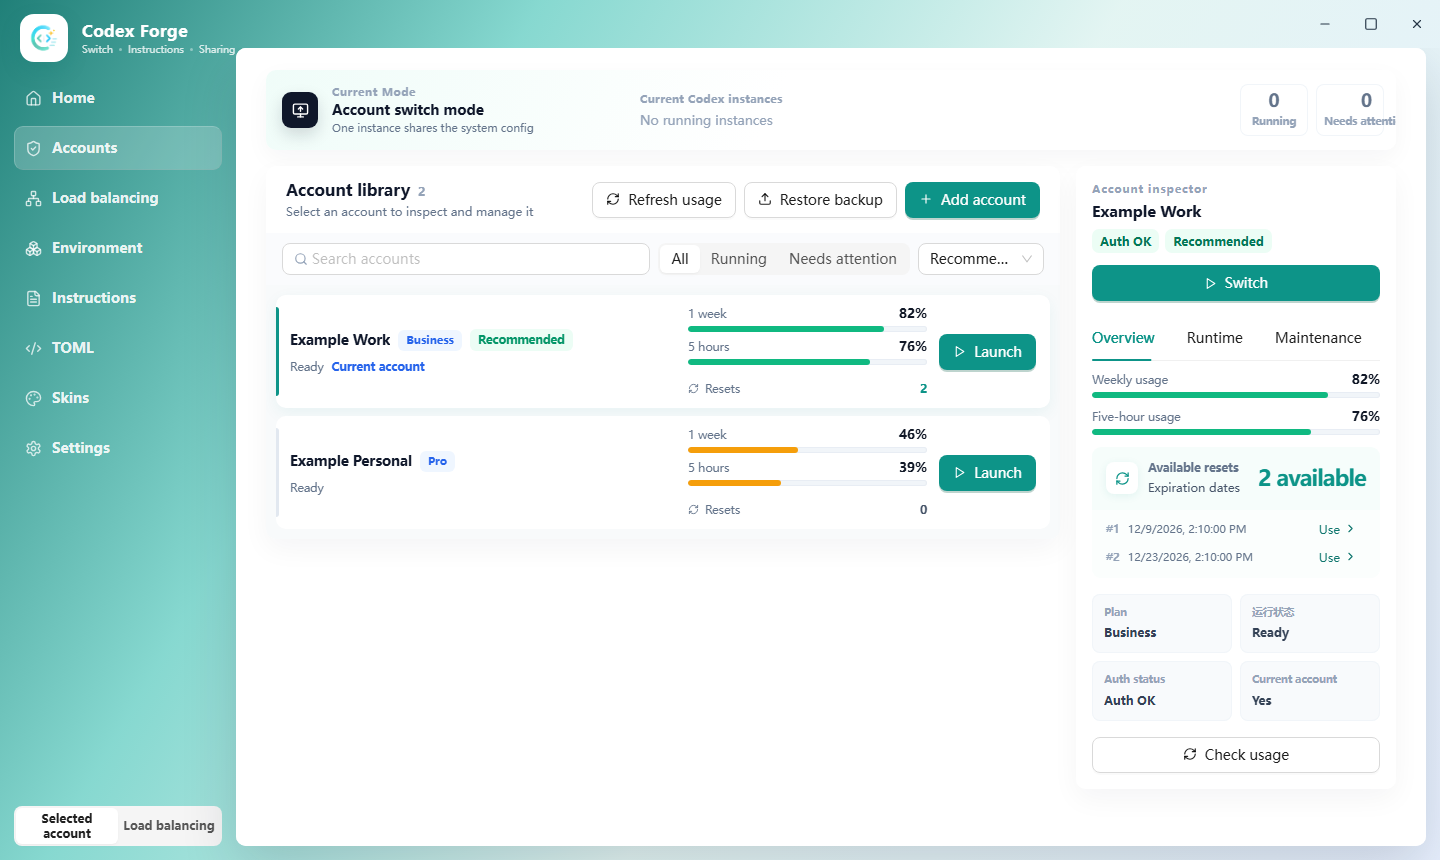 Codex Forge
Switch • Instructions • Sharing
Home
Accounts
Load balancing
Environment
Instructions
TOML
Skins
Settings
Selected account
Load balancing
Current Mode
Account switch mode
One instance shares the system config
Current Codex instances
No running instances
0
Running
0
Needs attenti
Account library 2
Select an account to inspect and manage it
Refresh usage
Restore backup
Add account
Search accounts
All
Running
Needs attention
Recomme...
Example Work Business Recommended
Ready Current account
1 week 82%
5 hours 76%
Resets 2
Launch
Example Personal Pro
Ready
1 week 46%
5 hours 39%
Resets 0
Launch
Account inspector
Example Work
Auth OK Recommended
Switch
Overview Runtime Maintenance
Weekly usage 82%
Five-hour usage 76%
Available resets
Expiration dates
2 available
#1 12/9/2026, 2:10:00 PM Use
#2 12/23/2026, 2:10:00 PM Use
Plan
Business
运行状态
Ready
Auth status
Auth OK
Current account
Yes
Check usage